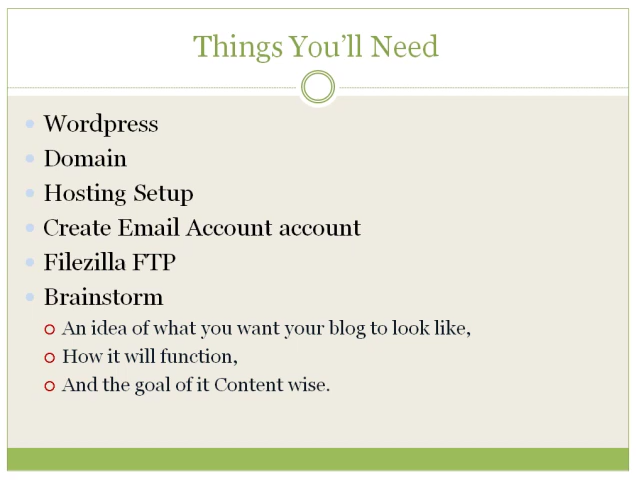 Things You'll Need
Wordpress
Domain
Hosting Setup
Create Email Account account
Filezilla FTP
Brainstorm
An idea of what you want your blog to look like,
How it will function,
And the goal of it Content wise.